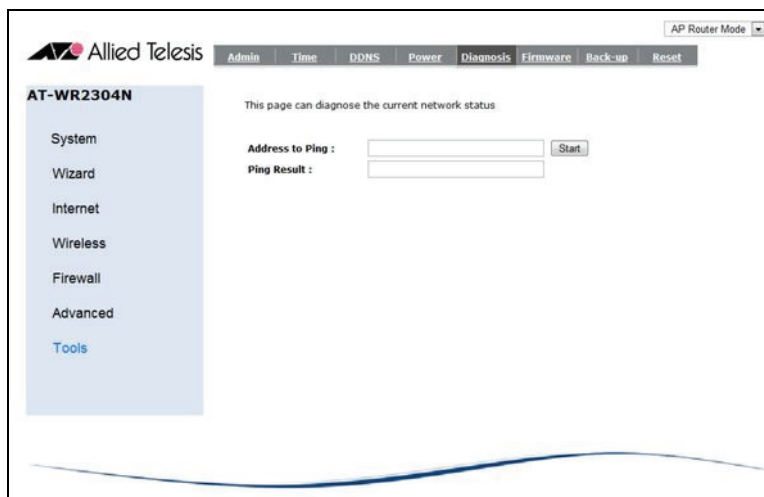 AP Router Mode
Allied Telesis
Admin Time DDNS Power Diagnosis Firmware Back-up Reset
AT-WR2304N
This page can diagnose the current network status
System
Address to Ping : Start
Wizard
Ping Result :
Internet
Wireless
Firewall
Advanced
Tools